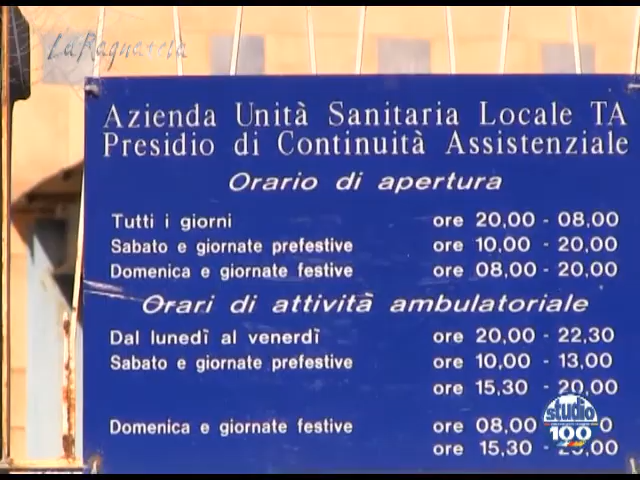 LaRagnatela
Azienda Unità Sanitaria Locale TA
Presidio di Continuità Assistenziale
Orario di apertura
Tutti i giorni ore 20,00 - 08,00
Sabato e giornate prefestive ore 10,00 - 20,00
Domenica e giornate festive ore 08,00 - 20,00
Orari di attività ambulatoriale
Dal lunedì al venerdì ore 20,00 - 22,30
Sabato e giornate prefestive ore 10,00 - 13,00
ore 15,30 - 20,00
Domenica e giornate festive ore 08,00
ore 15,30 - 20,00
studio
100